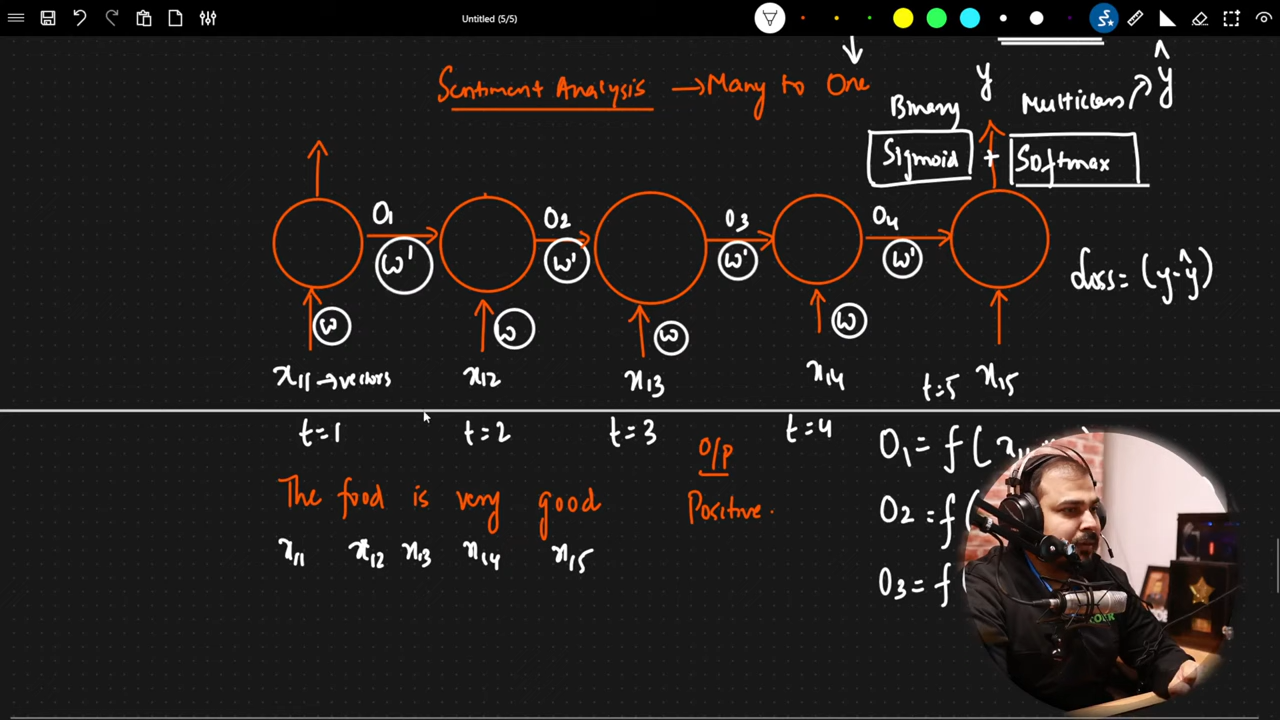 Untitled (5/5)
Sentiment Analysis → Many to One
y
ŷ
Binary
Multiclass
Sigmoid + Softmax
O1 O2 O3 O4
w' w' w' w'
Loss = (y-ŷ)
w w w w
x11 → vectors x12 x13 x14 x15
t=1 t=2 t=3 t=4 t=5
O/P
The food is very good Positive.
x11 x12 x13 x14 x15
O1 = f(x11
O2 = f(
O3 = f(